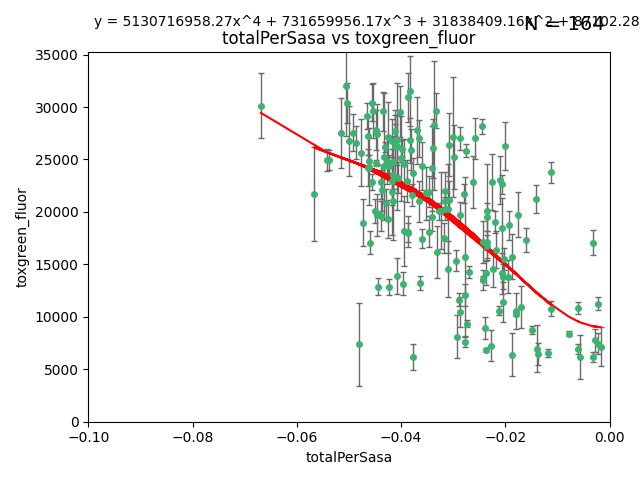 y = 5130716958.27x^4 + 731659956.17x^3 + 31838409.16x^2 +
N = 164
totalPerSasa vs toxgreen_fluor
35000
30000
25000
20000
15000
10000
5000
0
toxgreen_fluor
−0.10
−0.08
−0.06
−0.04
−0.02
0.00
totalPerSasa